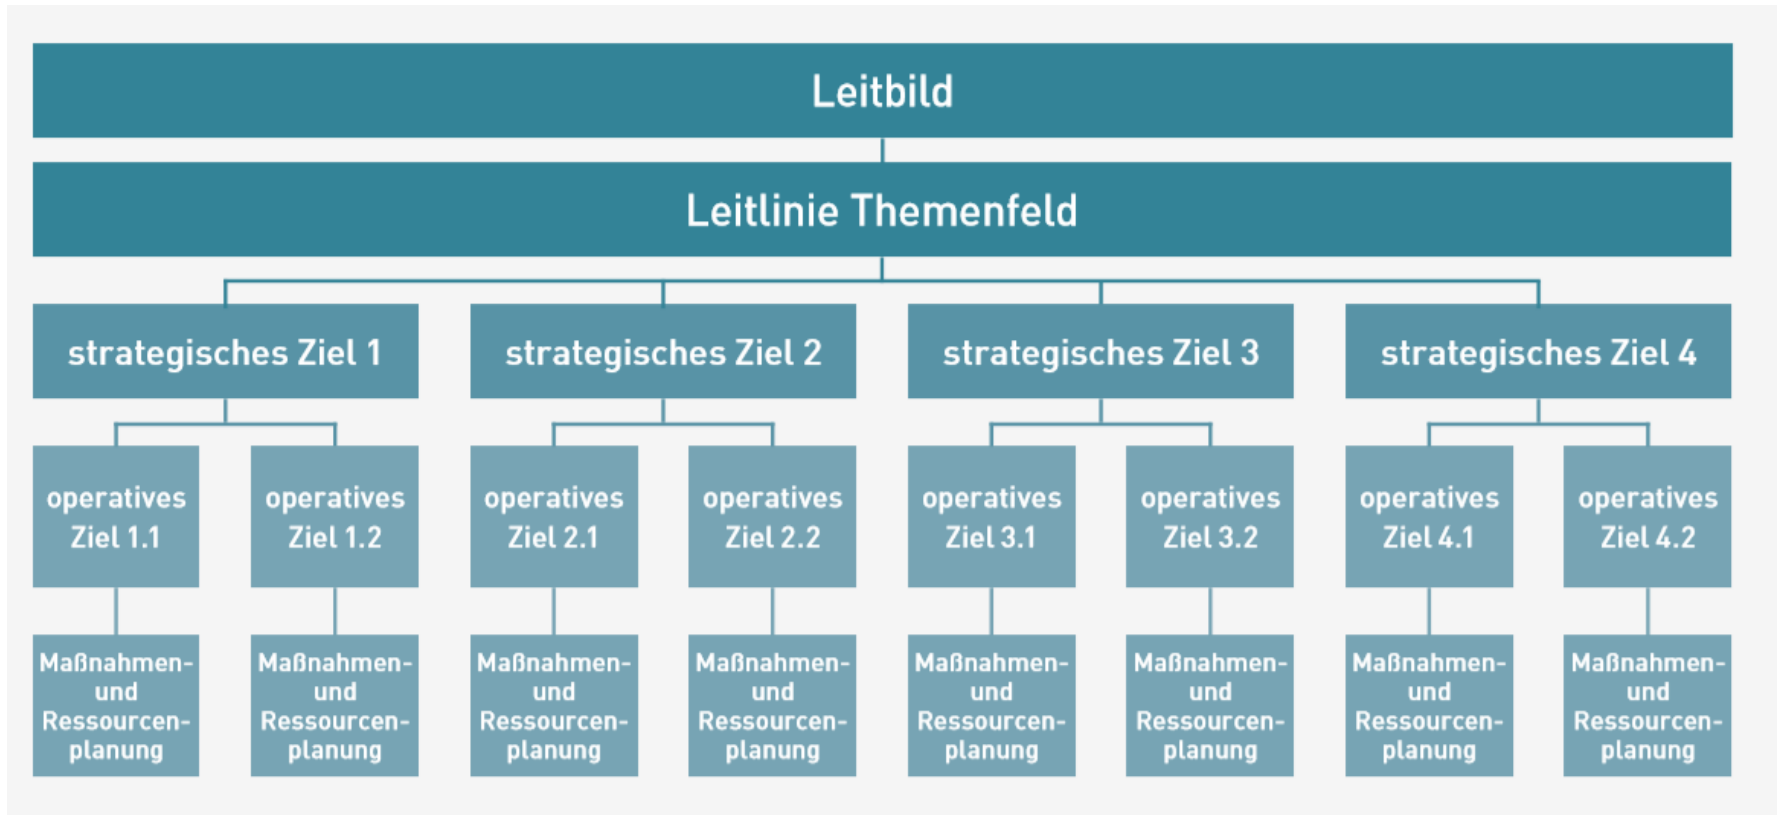 Leitbild
Leitlinie Themenfeld
strategisches Ziel 1
strategisches Ziel 2
strategisches Ziel 3
strategisches Ziel 4
operatives
Ziel 1.1
operatives
Ziel 1.2
operatives
Ziel 2.1
operatives
Ziel 2.2
operatives
Ziel 3.1
operatives
Ziel 3.2
operatives
Ziel 4.1
operatives
Ziel 4.2
Maßnahmen-
und
Ressourcen-
planung
Maßnahmen-
und
Ressourcen-
planung
Maßnahmen-
und
Ressourcen-
planung
Maßnahmen-
und
Ressourcen-
planung
Maßnahmen-
und
Ressourcen-
planung
Maßnahmen-
und
Ressourcen-
planung
Maßnahmen-
und
Ressourcen-
planung
Maßnahmen-
und
Ressourcen-
planung